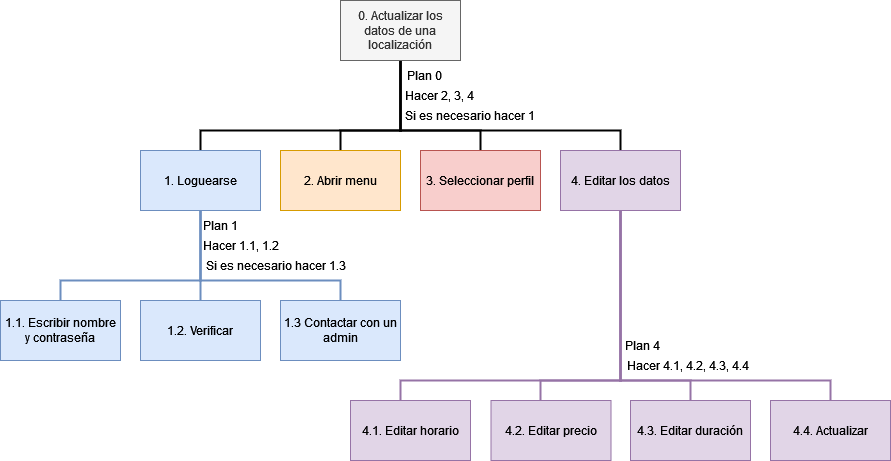 0. Actualizar los
datos de una
localización
Plan 0
Hacer 2, 3, 4
Si es necesario hacer 1
1. Loguearse
2. Abrir menu
3. Seleccionar perfil
4. Editar los datos
Plan 1
Hacer 1.1, 1.2
Si es necesario hacer 1.3
1.1. Escribir nombre
y contraseña
1.2. Verificar
1.3 Contactar con un
admin
Plan 4
Hacer 4.1, 4.2, 4.3, 4.4
4.1. Editar horario
4.2. Editar precio
4.3. Editar duración
4.4. Actualizar